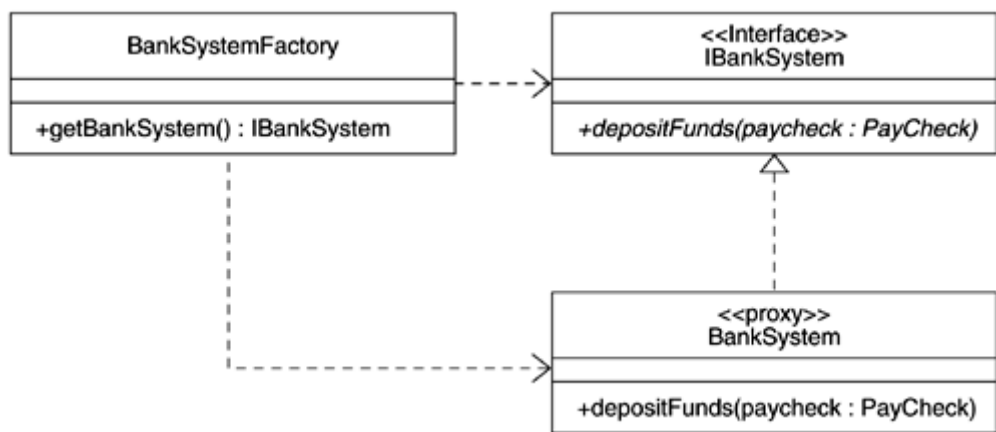 BankSystemFactory
+getBankSystem() : IBankSystem
<<Interface>>
IBankSystem
+depositFunds(paycheck : PayCheck)
<<proxy>>
BankSystem
+depositFunds(paycheck : PayCheck)